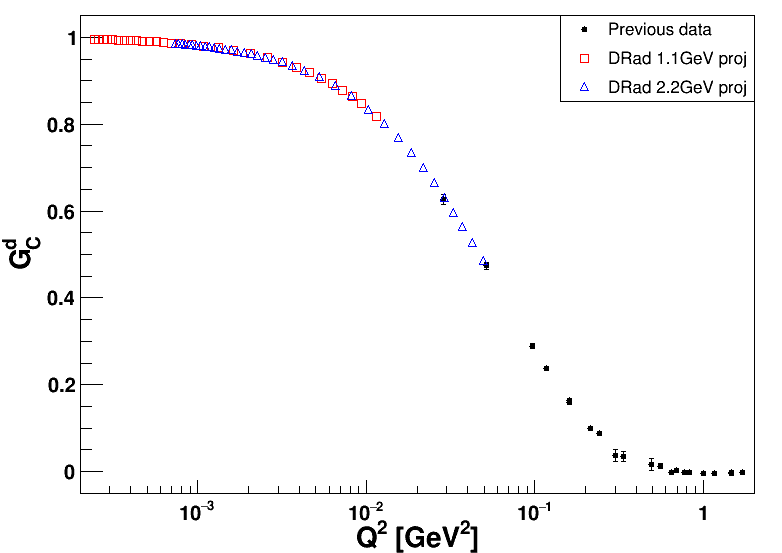 Previous data
DRad 1.1GeV proj
DRad 2.2GeV proj
1
0.8
0.6
0.4
0.2
0
G_C^d
10^−3 10^−2 10^−1 1
Q^2 [GeV^2]